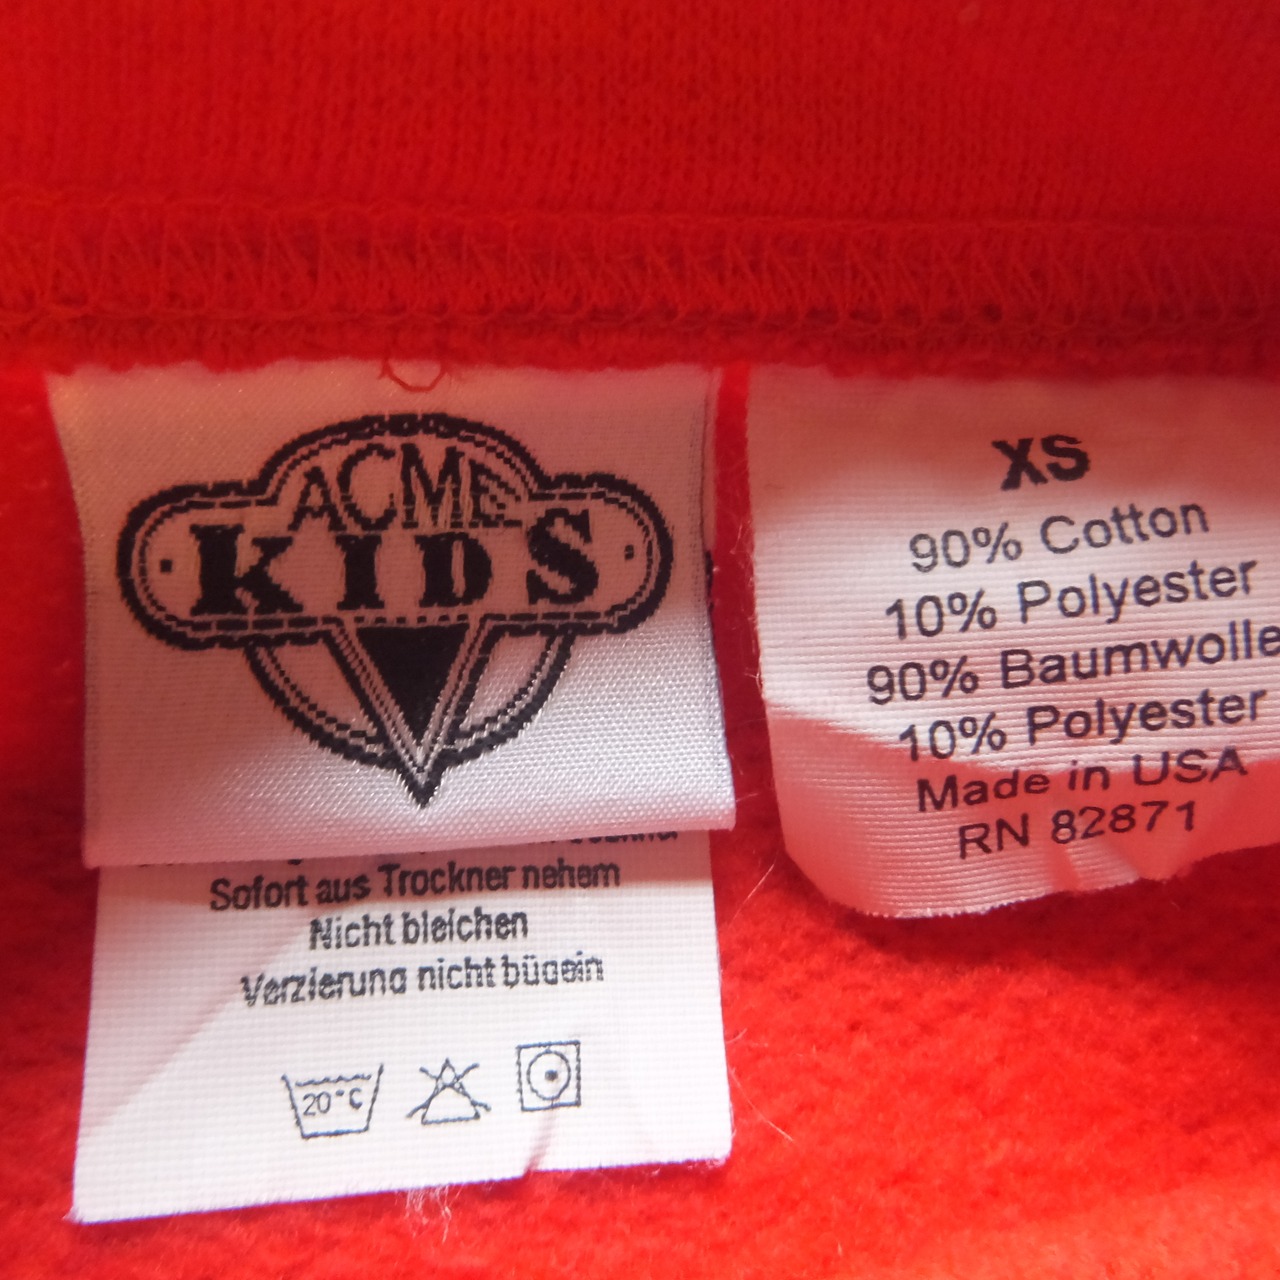 ACME
KIDS
Sofort aus Trockner nehem
Nicht bleichen
Verzierung nicht bügeln
20°C
XS
90% Cotton
10% Polyester
90% Baumwolle
10% Polyester
Made in USA
RN 82871